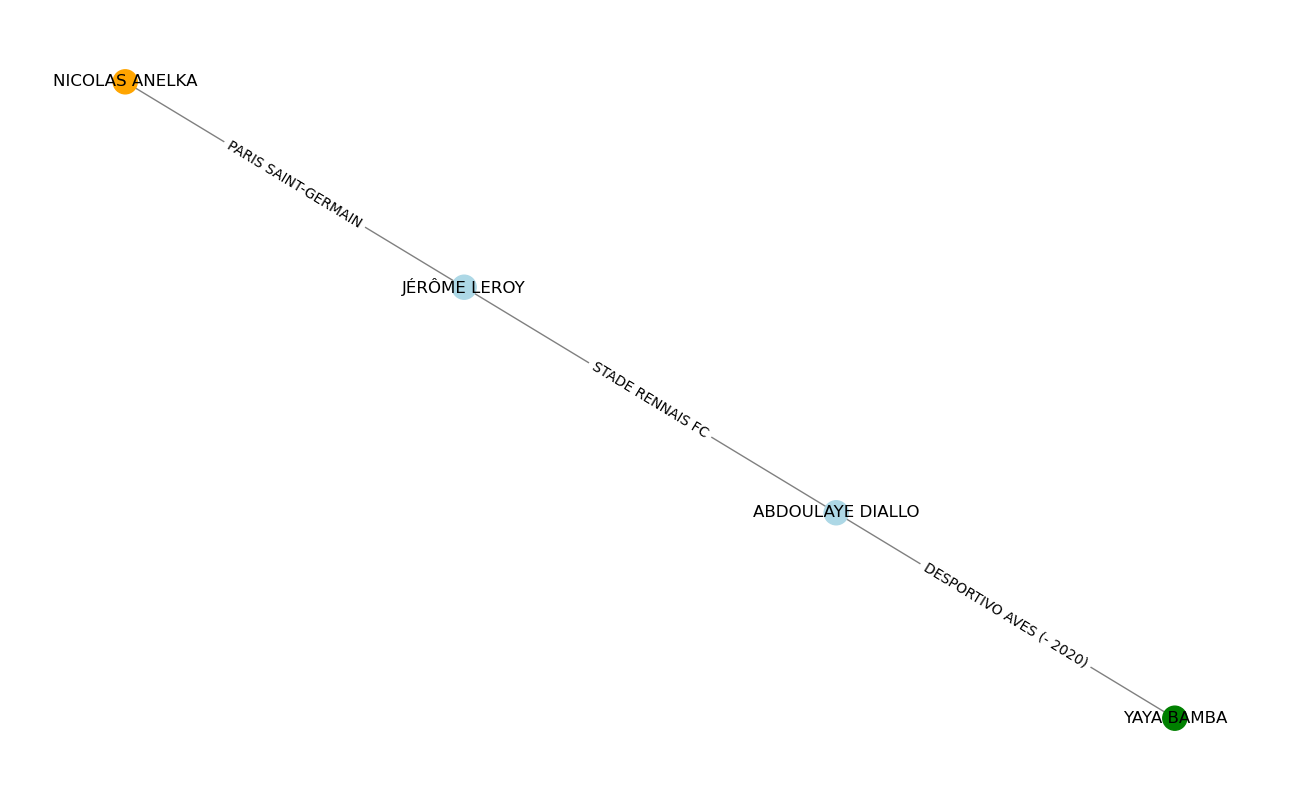 NICOLAS ANELKA
PARIS SAINT-GERMAIN
JÉRÔME LEROY
STADE RENNAIS FC
ABDOULAYE DIALLO
DESPORTIVO AVES (- 2020)
YAYA BAMBA